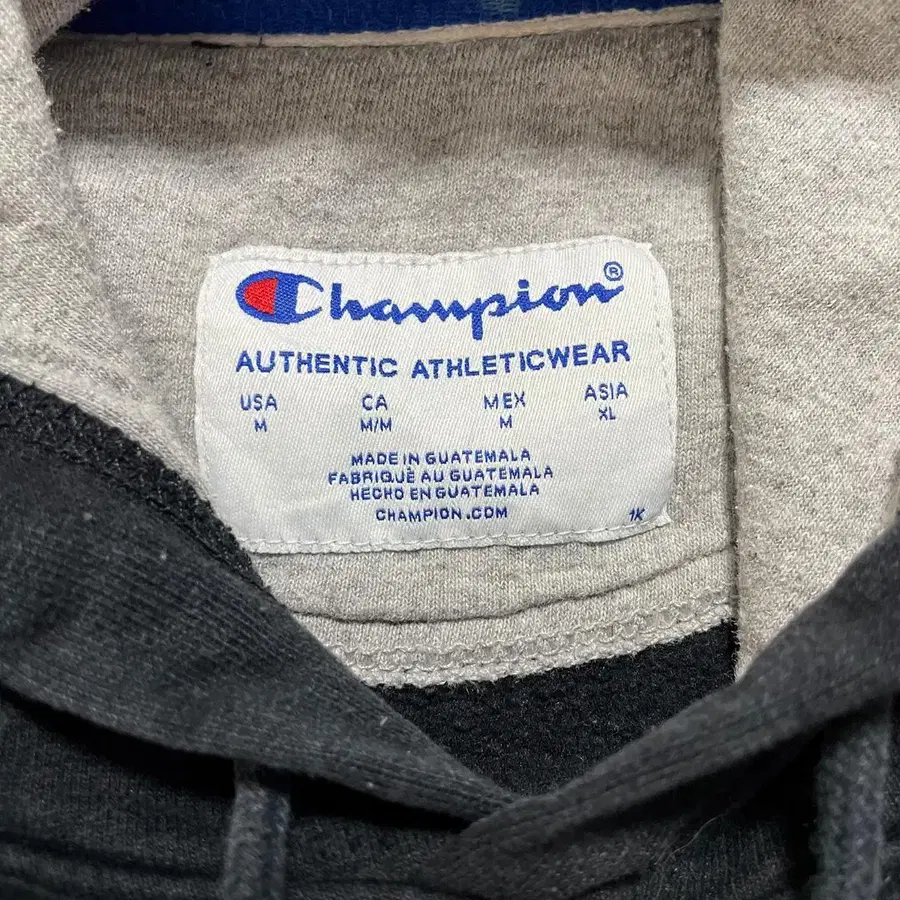 Champion®
AUTHENTIC ATHLETICWEAR
USA CA MEX ASIA
M M/M M XL
MADE IN GUATEMALA
FABRIQUÈ AU GUATEMALA
HECHO EN GUATEMALA
CHAMPION.COM
1K